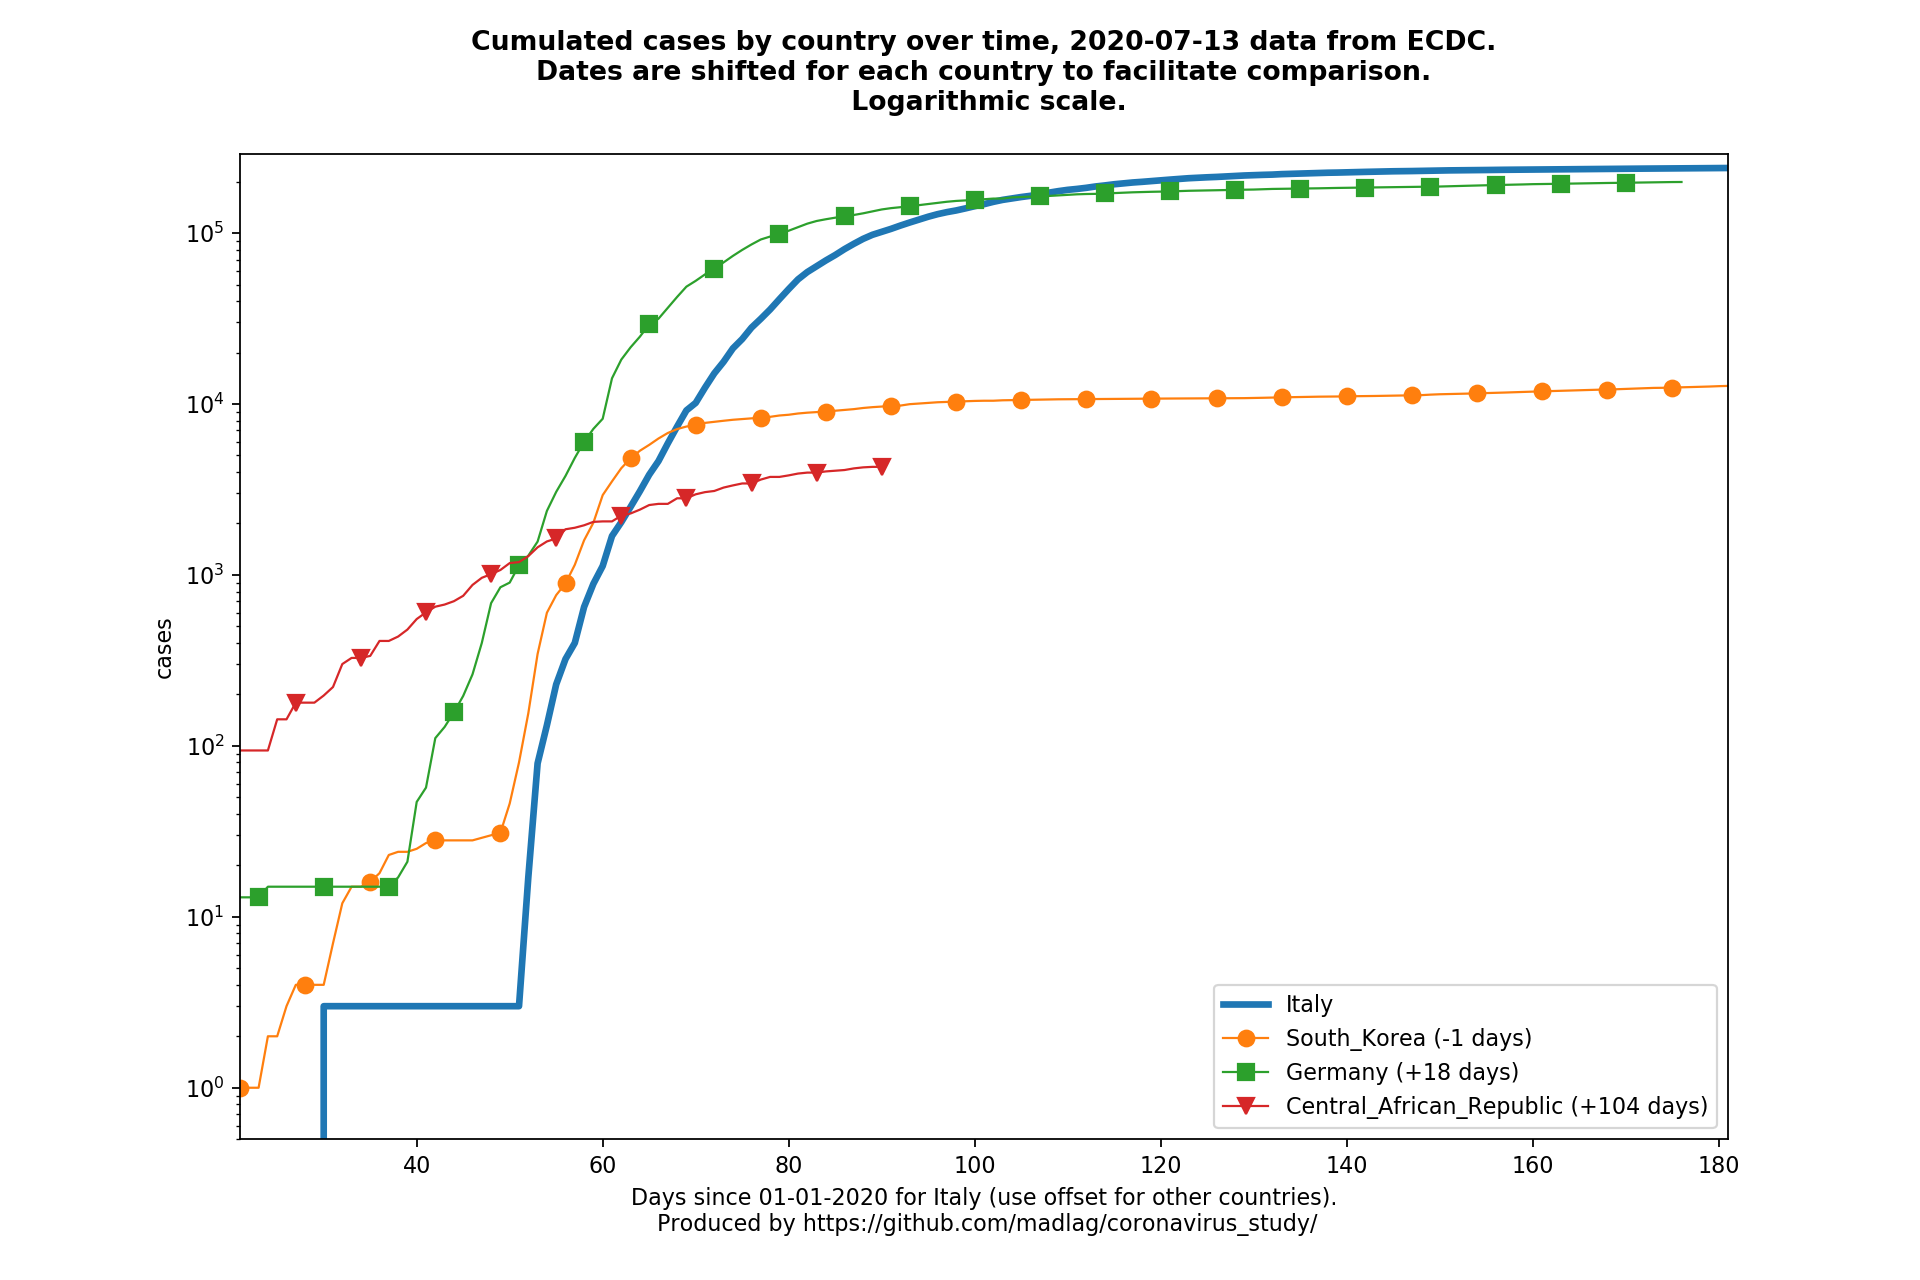 Cumulated cases by country over time, 2020-07-13 data from ECDC.
Dates are shifted for each country to facilitate comparison.
Logarithmic scale.
10^5
10^4
10^3
10^2
10^1
10^0
cases
Italy
South_Korea (-1 days)
Germany (+18 days)
Central_African_Republic (+104 days)
40 60 80 100 120 140 160 180
Days since 01-01-2020 for Italy (use offset for other countries).
Produced by https://github.com/madlag/coronavirus_study/